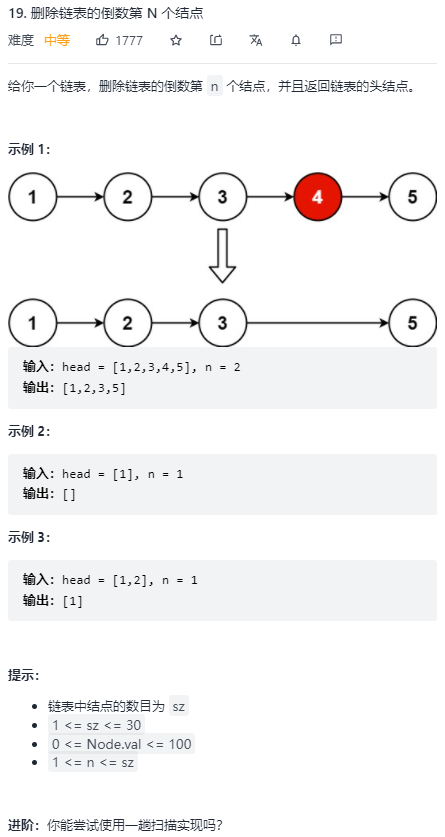 19. 删除链表的倒数第 N 个结点
难度 中等 1777
给你一个链表，删除链表的倒数第 n 个结点，并且返回链表的头结点。
示例 1：
1 2 3 4 5
1 2 3 5
输入：head = [1,2,3,4,5], n = 2
输出：[1,2,3,5]
示例 2：
输入：head = [1], n = 1
输出：[]
示例 3：
输入：head = [1,2], n = 1
输出：[1]
提示：
链表中结点的数目为 sz
1 <= sz <= 30
0 <= Node.val <= 100
1 <= n <= sz
进阶：你能尝试使用一趟扫描实现吗？